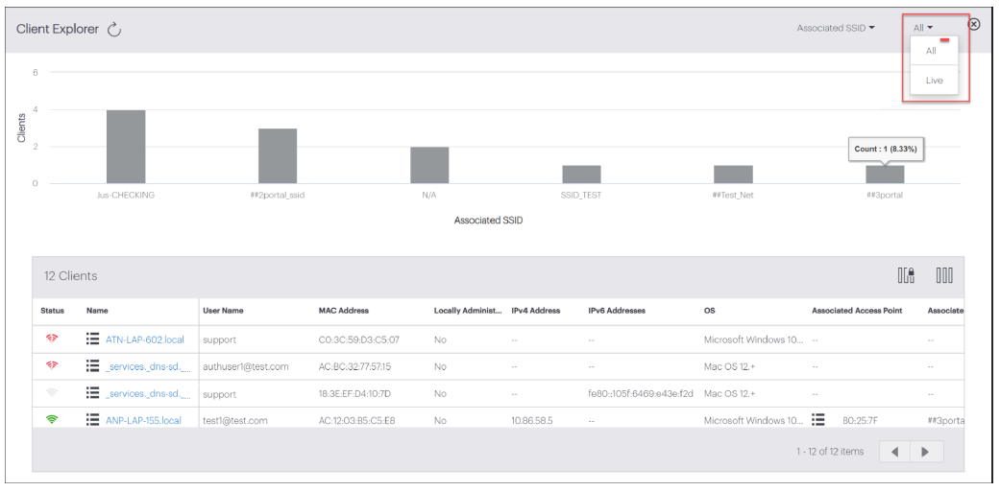 Client Explorer
Associated SSID
All
All
Live
6
4
2
0
Clients
Count : 1 (8.33%)
Jus-CHECKING ##2portal_ssid N/A SSID_TEST ##Test_Net ##3portal
Associated SSID
12 Clients
Status Name User Name MAC Address Locally Administ... IPv4 Address IPv6 Addresses OS Associated Access Point Associate
ATN-LAP-602.local support C0:3C:59:D3:C5:07 No -- -- Microsoft Windows 10... -- --
_services._dns-sd.__... authuser1@test.com AC:BC:32:77:57:15 No -- -- Mac OS 12.+ -- --
_services._dns-sd.__... support 18:3E:EF:D4:10:7D No -- fe80::105f:6469:e43e:f2d Mac OS 12.+ -- --
ANP-LAP-155.local test1@test.com AC:12:03:B5:C5:E8 No 10.86.58.5 -- Microsoft Windows 10... 80:25:7F ##3porta
1 - 12 of 12 items